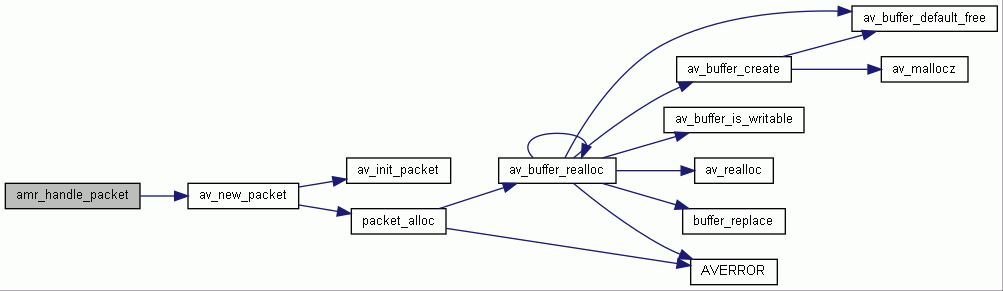 av_buffer_default_free
av_buffer_create
av_mallocz
av_buffer_is_writable
av_init_packet
av_buffer_realloc
av_realloc
amr_handle_packet
av_new_packet
packet_alloc
buffer_replace
AVERROR